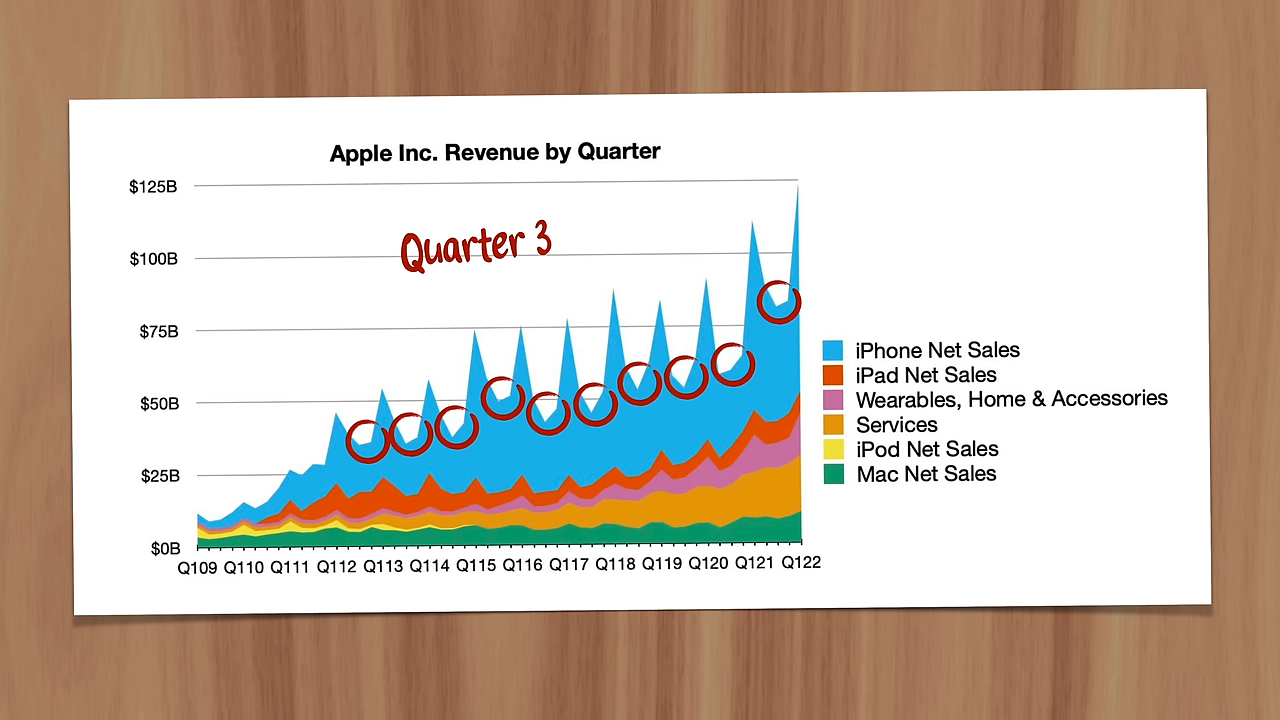 Apple Inc. Revenue by Quarter
$125B
Quarter 3
$100B
$75B
$50B
$25B
$0B
Q109 Q110 Q111 Q112 Q113 Q114 Q115 Q116 Q117 Q118 Q119 Q120 Q121 Q122
iPhone Net Sales
iPad Net Sales
Wearables, Home & Accessories
Services
iPod Net Sales
Mac Net Sales